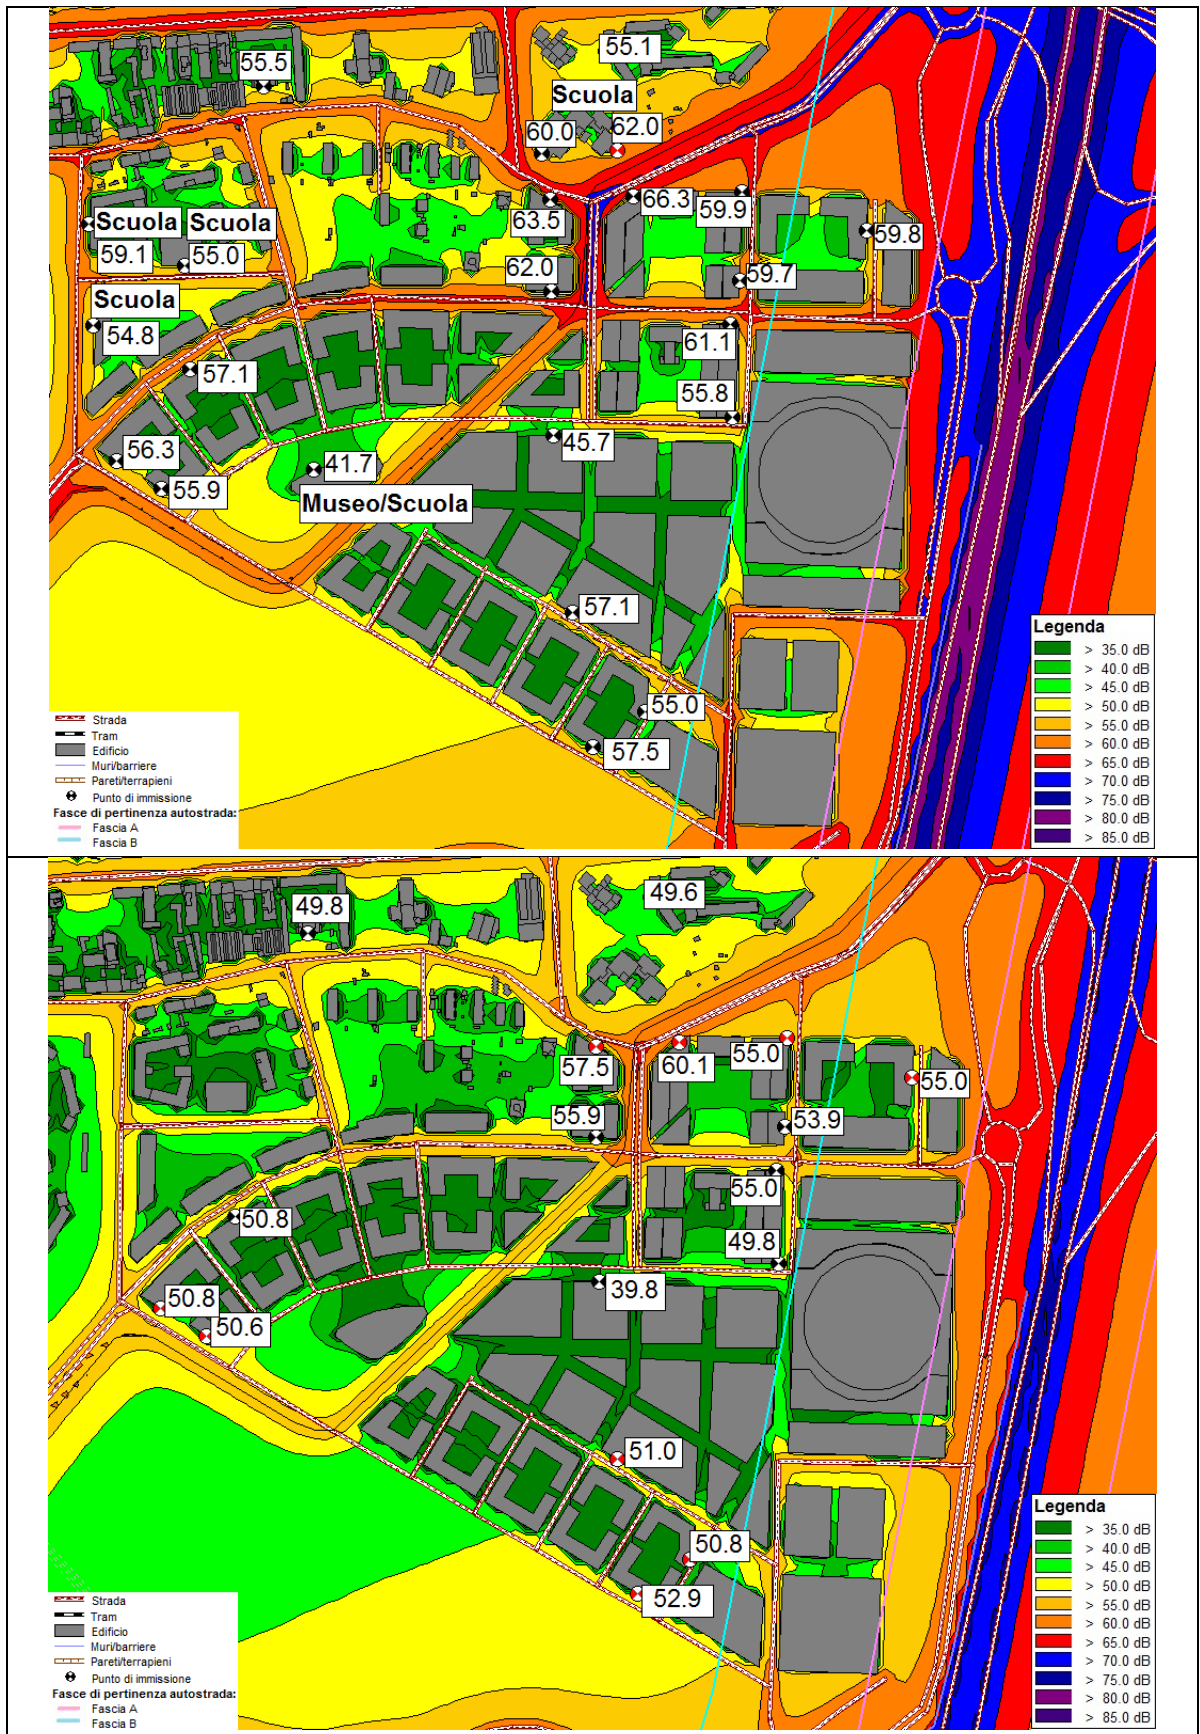 55.5
55.1
Scuola
60.0
62.0
66.3
59.9
63.5
59.8
Scuola
Scuola
59.1
55.0
62.0
59.7
Scuola
54.8
61.1
57.1
55.8
45.7
56.3
41.7
55.9
Museo/Scuola
57.1
55.0
57.5
Legenda
> 35.0 dB
> 40.0 dB
> 45.0 dB
> 50.0 dB
> 55.0 dB
> 60.0 dB
> 65.0 dB
> 70.0 dB
> 75.0 dB
> 80.0 dB
> 85.0 dB
Strada
Tram
Edificio
Muri/barriere
Pareti/terrapieni
Punto di immissione
Fasce di pertinenza autostrada:
Fascia A
Fascia B
49.8
49.6
57.5
60.1
55.0
55.0
55.9
53.9
55.0
50.8
49.8
39.8
50.8
50.6
51.0
50.8
52.9
Legenda
> 35.0 dB
> 40.0 dB
> 45.0 dB
> 50.0 dB
> 55.0 dB
> 60.0 dB
> 65.0 dB
> 70.0 dB
> 75.0 dB
> 80.0 dB
> 85.0 dB
Strada
Tram
Edificio
Muri/barriere
Pareti/terrapieni
Punto di immissione
Fasce di pertinenza autostrada:
Fascia A
Fascia B